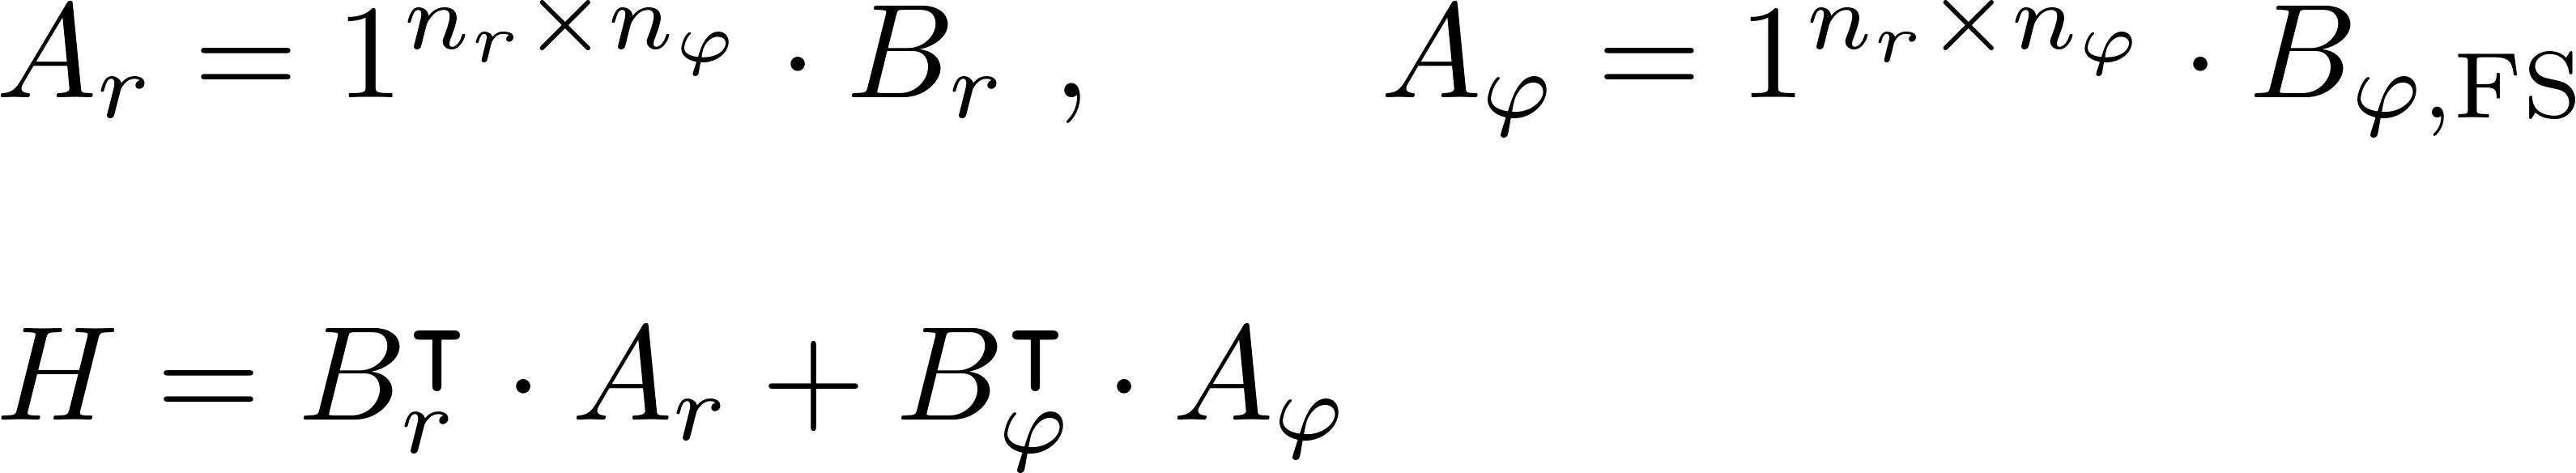 A_r = 1^{n_r × n_φ} · B_r , A_φ = 1^{n_r × n_φ} · B_{φ,FS}
H = B_r^⊺ · A_r + B_φ^⊺ · A_φ